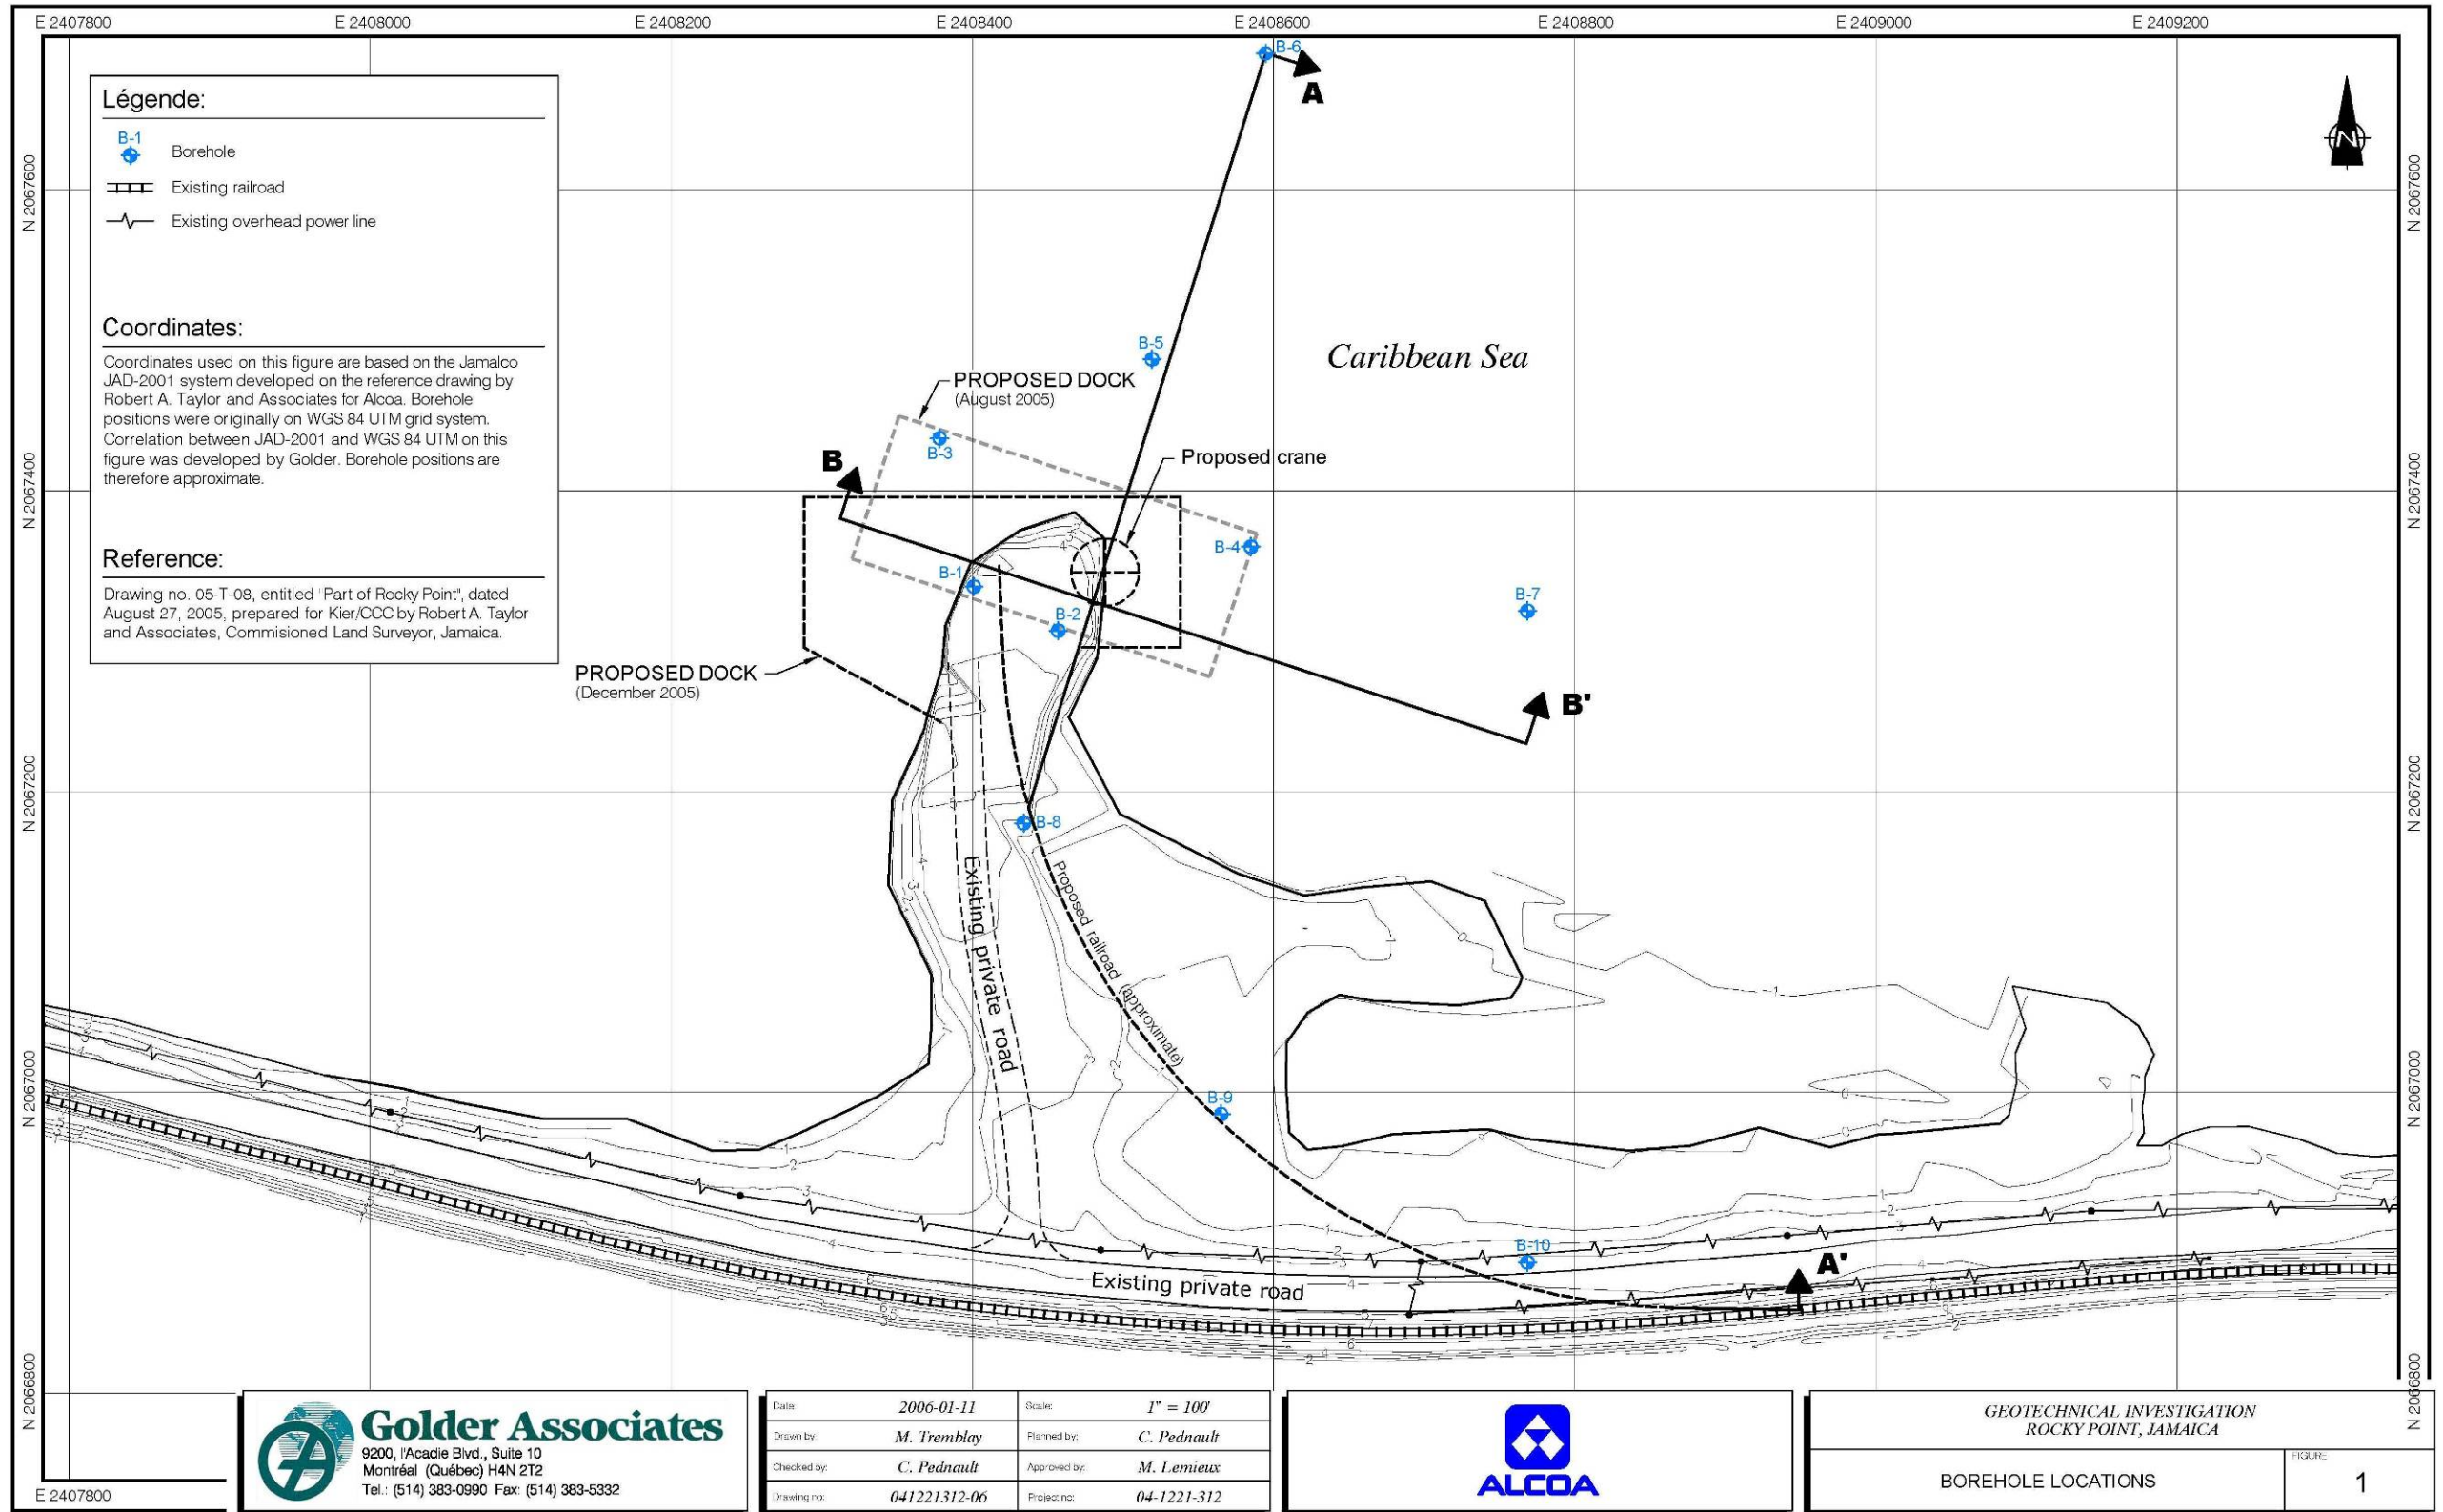 E 2407800
E 2408000
E 2408200
E 2408400
E 2408600
E 2408800
E 2409000
E 2409200
N 2067600
N 2067400
N 2067200
N 2067000
N 2066800
N 2067600
N 2067400
N 2067200
N 2067000
N 2066800
Légende:
B-1
Borehole
Existing railroad
Existing overhead power line
Coordinates:
Coordinates used on this figure are based on the Jamalco
JAD-2001 system developed on the reference drawing by
Robert A. Taylor and Associates for Alcoa. Borehole
positions were originally on WGS 84 UTM grid system.
Correlation between JAD-2001 and WGS 84 UTM on this
figure was developed by Golder. Borehole positions are
therefore approximate.
Reference:
Drawing no. 05-T-08, entitled 'Part of Rocky Point", dated
August 27, 2005, prepared for Kier/CCC by Robert A. Taylor
and Associates, Commisioned Land Surveyor, Jamaica.
B-6
A
N
B-5
Caribbean Sea
PROPOSED DOCK
(August 2005)
B-3
B
Proposed crane
B-4
B-1
B-2
B-7
PROPOSED DOCK
(December 2005)
B'
B-8
Existing private road
Proposed railroad (approximate)
B-9
B-10
A'
Existing private road
E 2407800
Golder Associates
9200, l'Acadie Blvd., Suite 10
Montréal (Québec) H4N 2T2
Tel.: (514) 383-0990 Fax: (514) 383-5332
Date: 2006-01-11 Scale: 1" = 100'
Drawn by: M. Tremblay Planned by: C. Pednault
Checked by: C. Pednault Approved by: M. Lemieux
Drawing no: 041221312-06 Project no: 04-1221-312
ALCOA
GEOTECHNICAL INVESTIGATION
ROCKY POINT, JAMAICA
BOREHOLE LOCATIONS
FIGURE
1